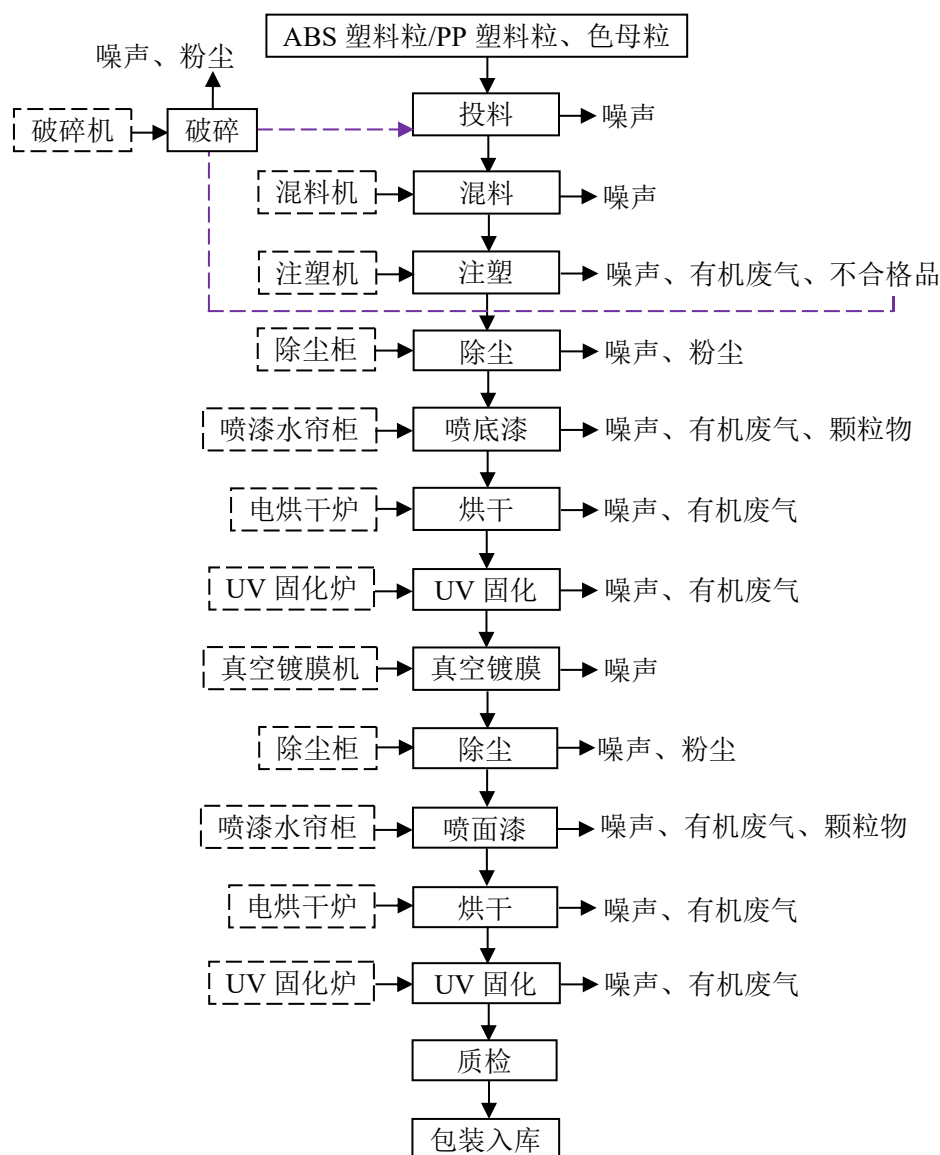 ABS 塑料粒/PP 塑料粒、色母粒
噪声、粉尘
破碎机 破碎 投料 噪声
混料机 混料 噪声
注塑机 注塑 噪声、有机废气、不合格品
除尘柜 除尘 噪声、粉尘
喷漆水帘柜 喷底漆 噪声、有机废气、颗粒物
电烘干炉 烘干 噪声、有机废气
UV 固化炉 UV 固化 噪声、有机废气
真空镀膜机 真空镀膜 噪声
除尘柜 除尘 噪声、粉尘
喷漆水帘柜 喷面漆 噪声、有机废气、颗粒物
电烘干炉 烘干 噪声、有机废气
UV 固化炉 UV 固化 噪声、有机废气
质检
包装入库